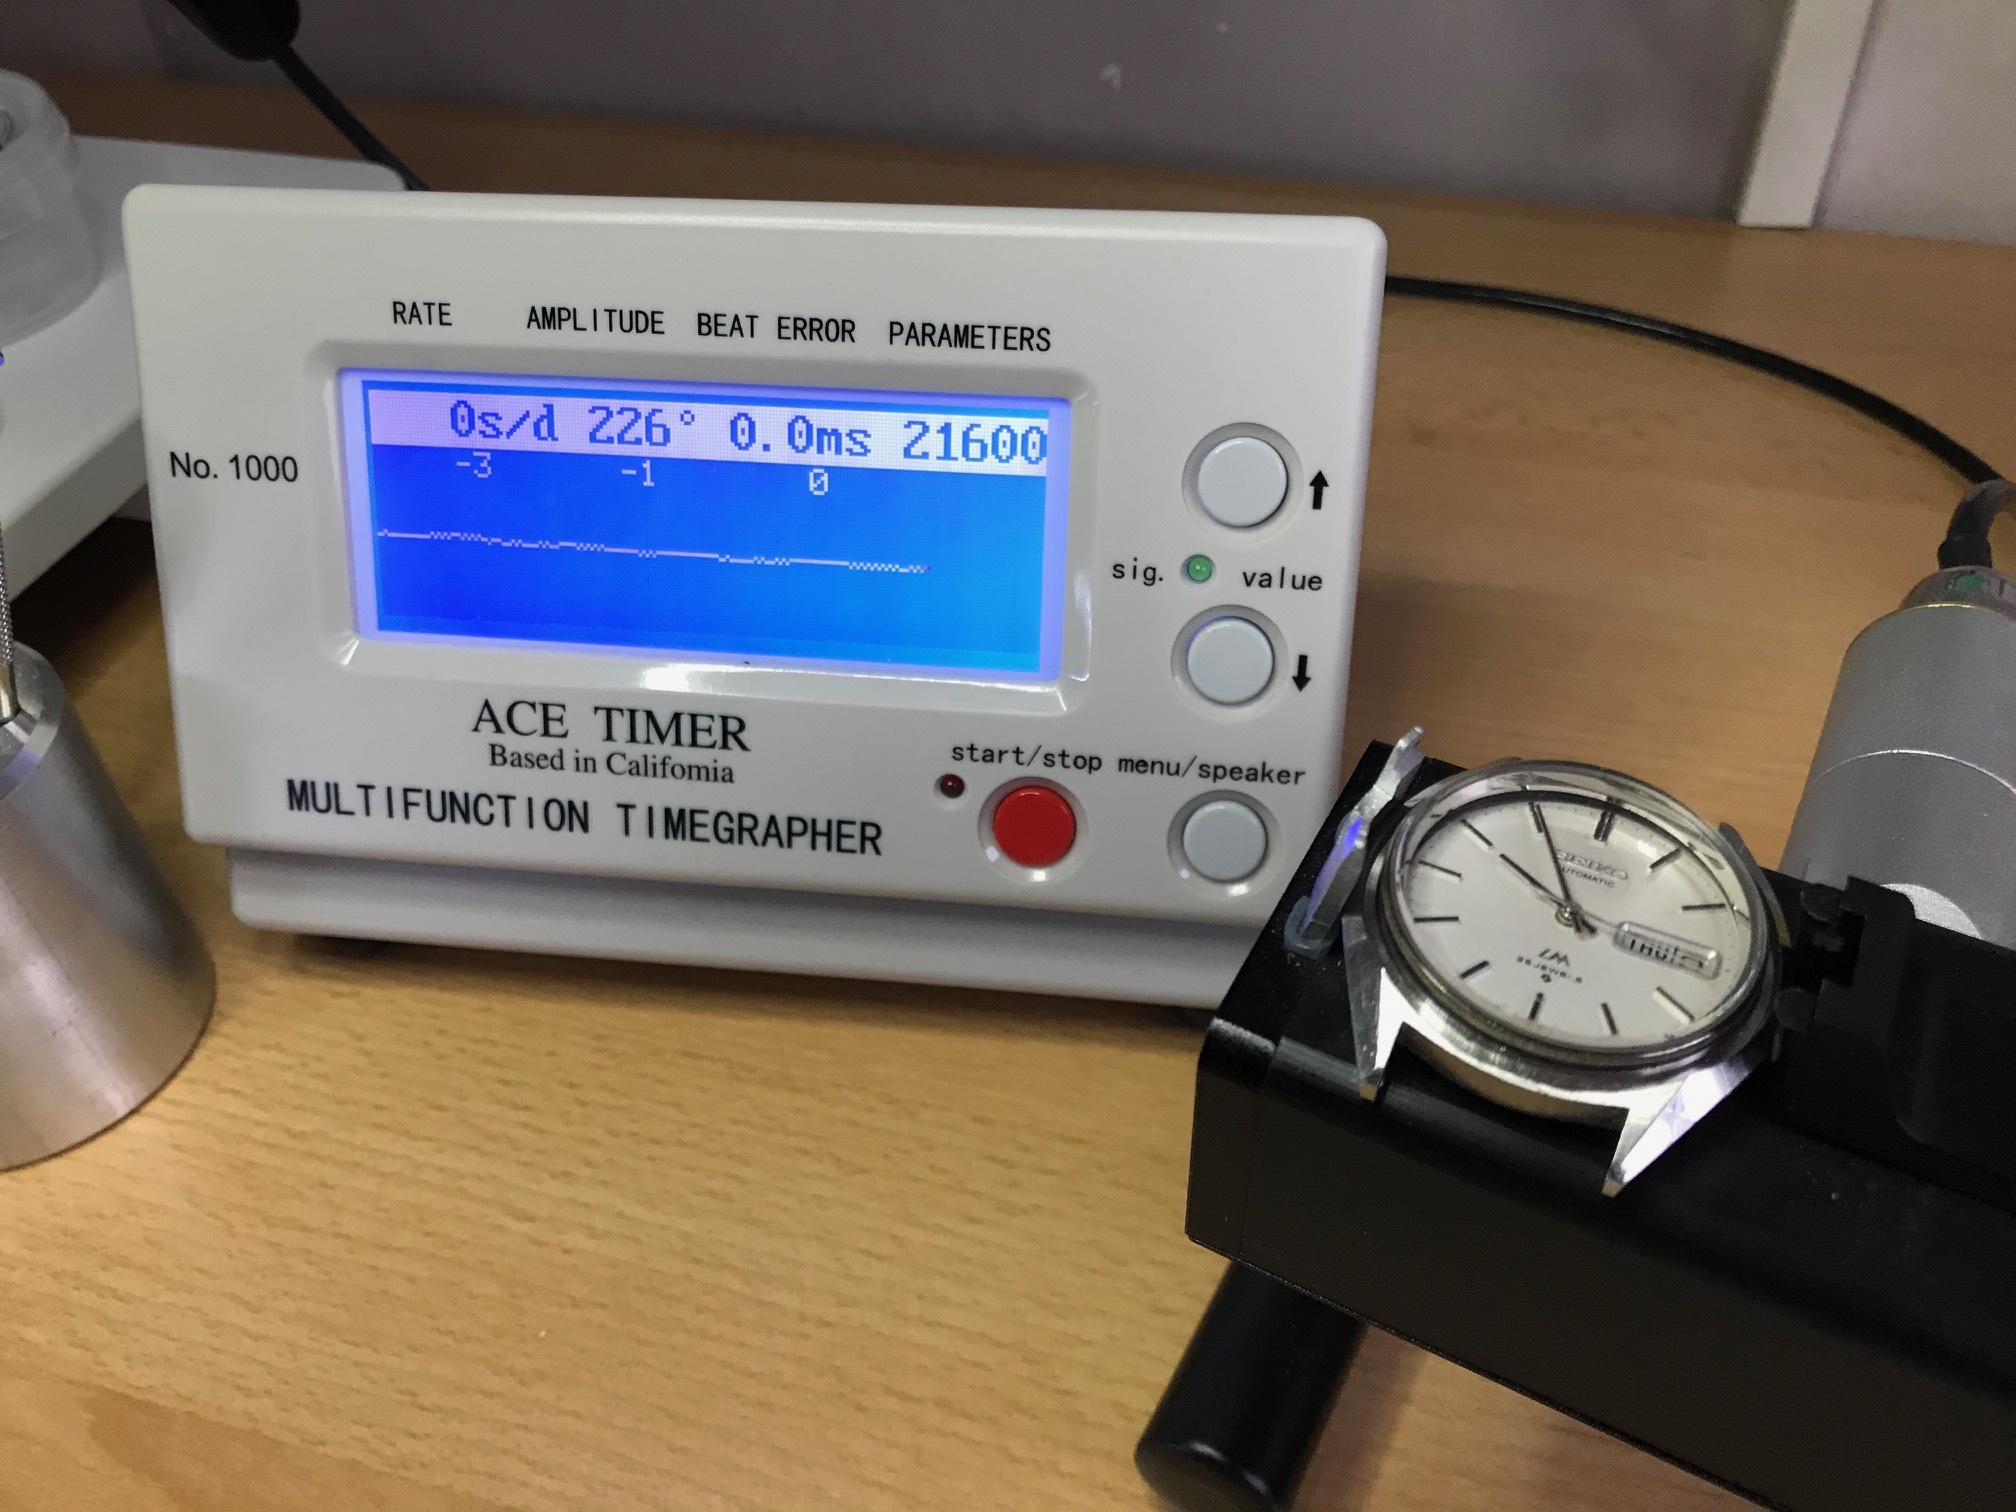 RATE AMPLITUDE BEAT ERROR PARAMETERS
0s/d 226° 0.0ms 21600
-3 -1 0
No. 1000
sig. value
ACE TIMER
Based in Califomia
MULTIFUNCTION TIMEGRAPHER
start/stop menu/speaker
SEIKO
AUTOMATIC
LM